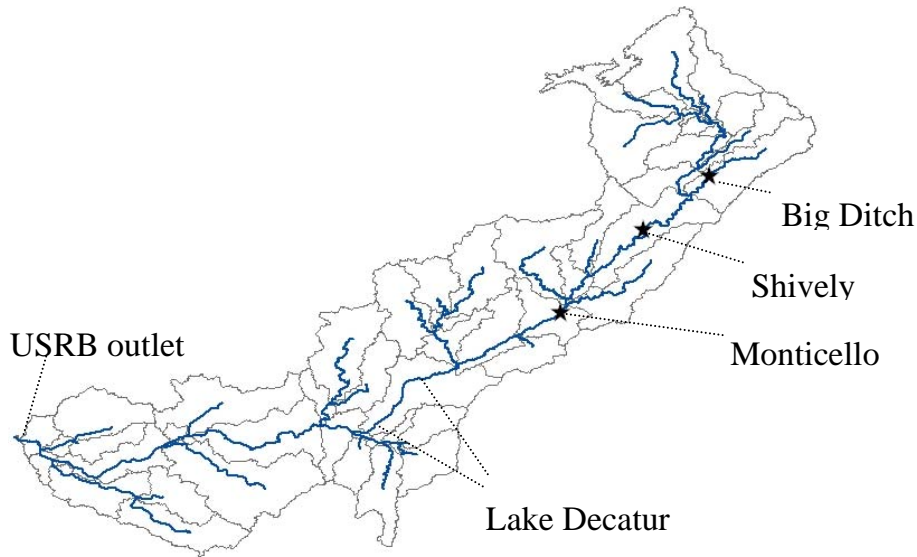 Big Ditch
Shively
Monticello
USRB outlet
Lake Decatur